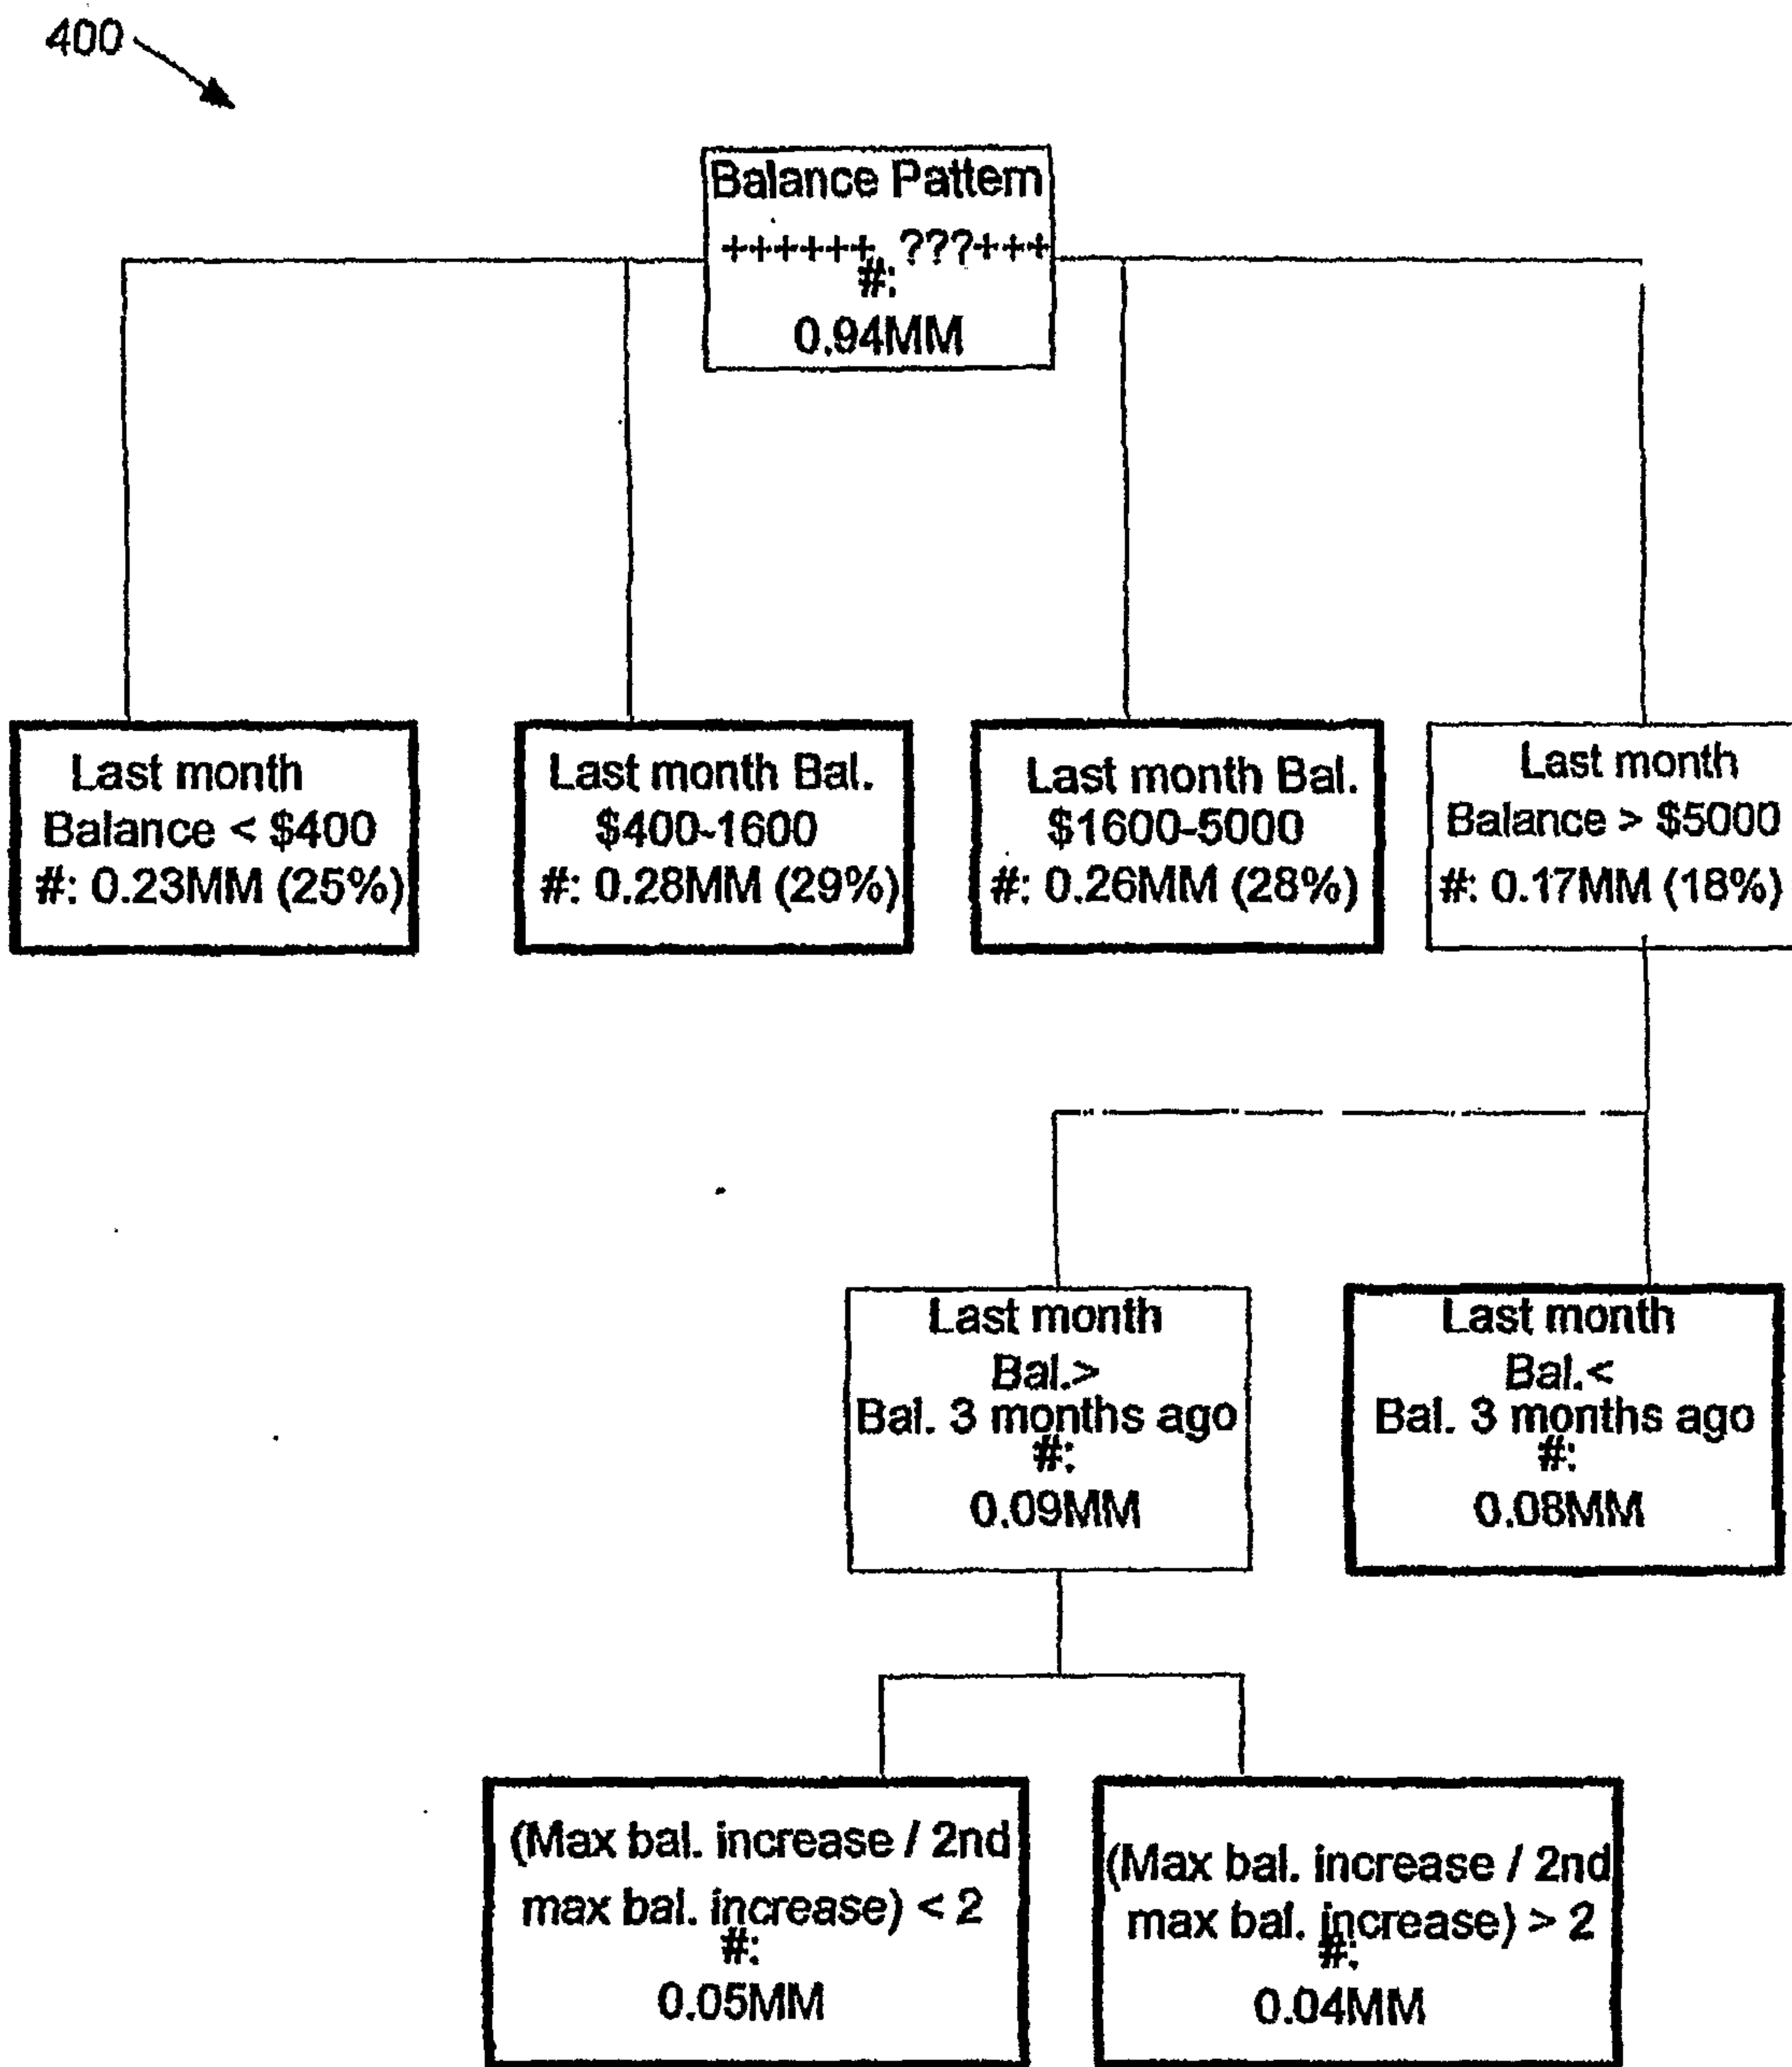 400
Balance Pattern
++++++, ???+++
#:
0.94MM
Last month
Balance < $400
#: 0.23MM (25%)
Last month Bal.
$400-1600
#: 0.28MM (29%)
Last month Bal.
$1600-5000
#: 0.26MM (28%)
Last month
Balance > $5000
#: 0.17MM (18%)
Last month
Bal.>
Bal. 3 months ago
#:
0.09MM
Last month
Bal.<
Bal. 3 months ago
#:
0.08MM
(Max bal. increase / 2nd
max bal. increase) < 2
#:
0.05MM
(Max bal. increase / 2nd
max bal. increase) > 2
#:
0.04MM